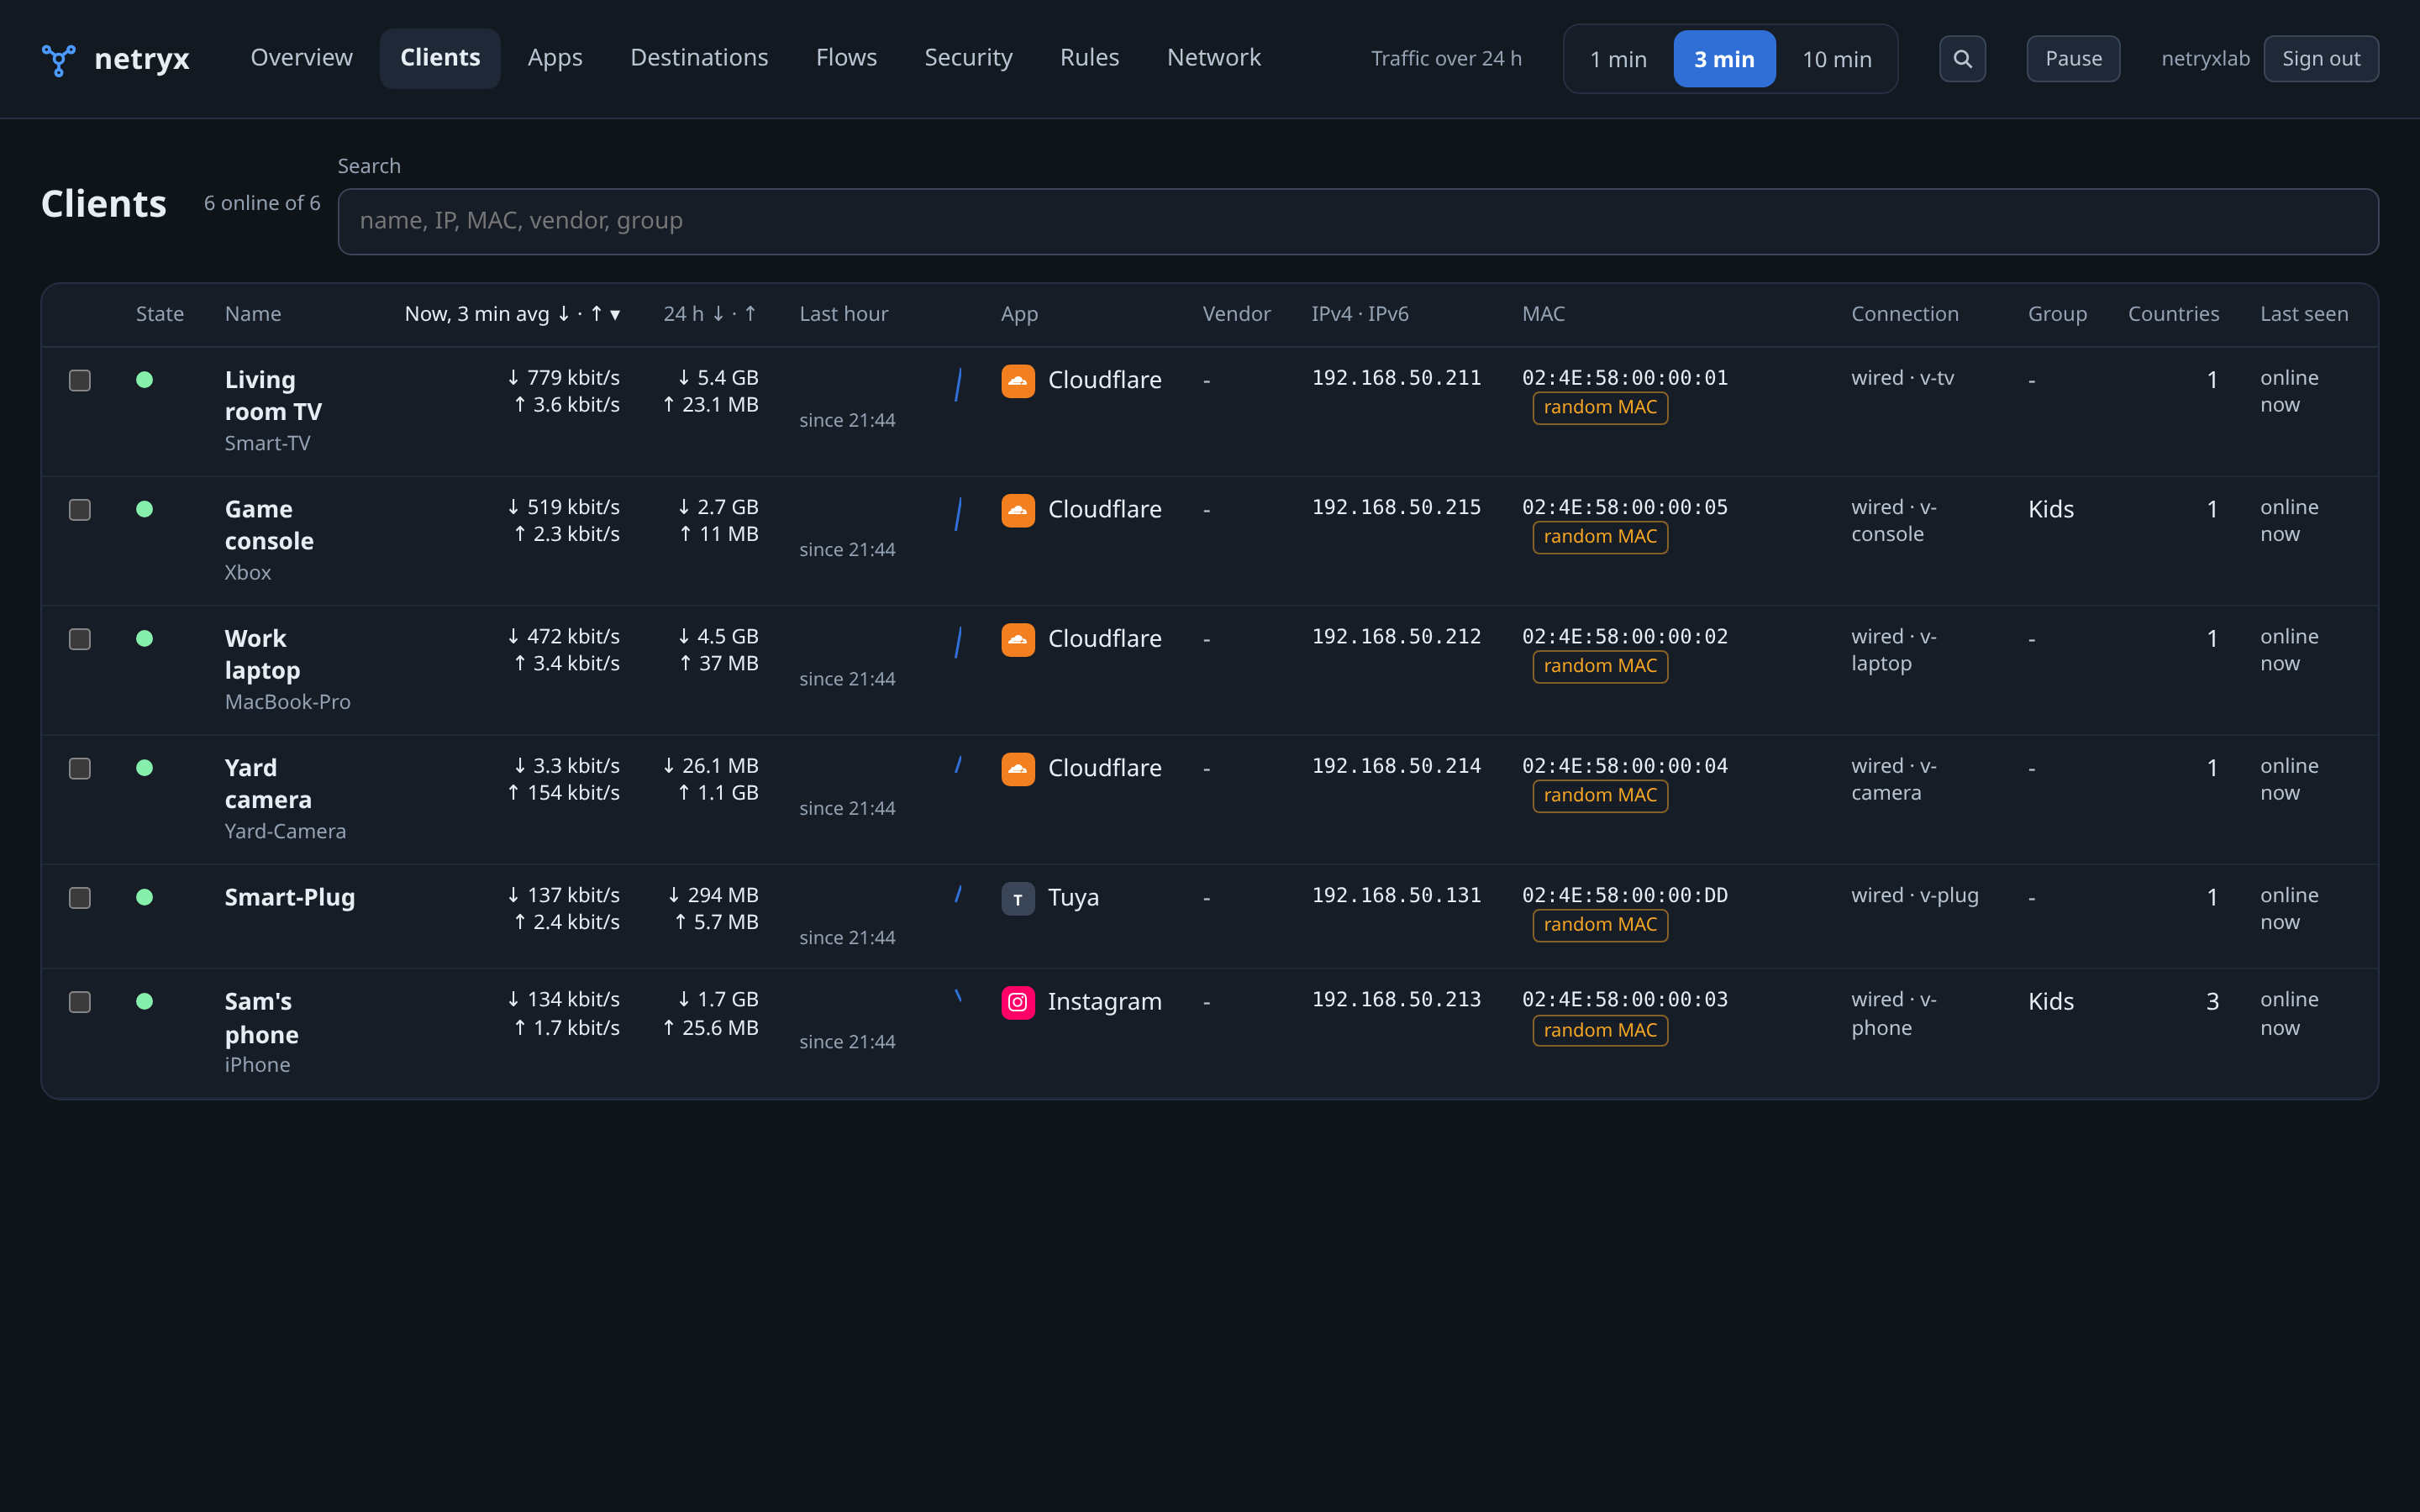 netryx Overview Clients Apps Destinations Flows Security Rules Network Traffic over 24 h 1 min 3 min 10 min Pause netryxlab Sign out
Search
Clients 6 online of 6 name, IP, MAC, vendor, group
State Name Now, 3 min avg ↓ · ↑ ▾ 24 h ↓ · ↑ Last hour App Vendor IPv4 · IPv6 MAC Connection Group Countries Last seen
Living ↓ 779 kbit/s ↓ 5.4 GB Cloudflare - 192.168.50.211 02:4E:58:00:00:01 wired · v-tv - 1 online
room TV ↑ 3.6 kbit/s ↑ 23.1 MB since 21:44 random MAC now
Smart-TV
Game ↓ 519 kbit/s ↓ 2.7 GB Cloudflare - 192.168.50.215 02:4E:58:00:00:05 wired · v- Kids 1 online
console ↑ 2.3 kbit/s ↑ 11 MB since 21:44 random MAC console now
Xbox
Work ↓ 472 kbit/s ↓ 4.5 GB Cloudflare - 192.168.50.212 02:4E:58:00:00:02 wired · v- - 1 online
laptop ↑ 3.4 kbit/s ↑ 37 MB since 21:44 random MAC laptop now
MacBook-Pro
Yard ↓ 3.3 kbit/s ↓ 26.1 MB Cloudflare - 192.168.50.214 02:4E:58:00:00:04 wired · v- - 1 online
camera ↑ 154 kbit/s ↑ 1.1 GB since 21:44 random MAC camera now
Yard-Camera
Smart-Plug ↓ 137 kbit/s ↓ 294 MB T Tuya - 192.168.50.131 02:4E:58:00:00:DD wired · v-plug - 1 online
↑ 2.4 kbit/s ↑ 5.7 MB since 21:44 random MAC now
Sam's ↓ 134 kbit/s ↓ 1.7 GB Instagram - 192.168.50.213 02:4E:58:00:00:03 wired · v- Kids 3 online
phone ↑ 1.7 kbit/s ↑ 25.6 MB since 21:44 random MAC phone now
iPhone